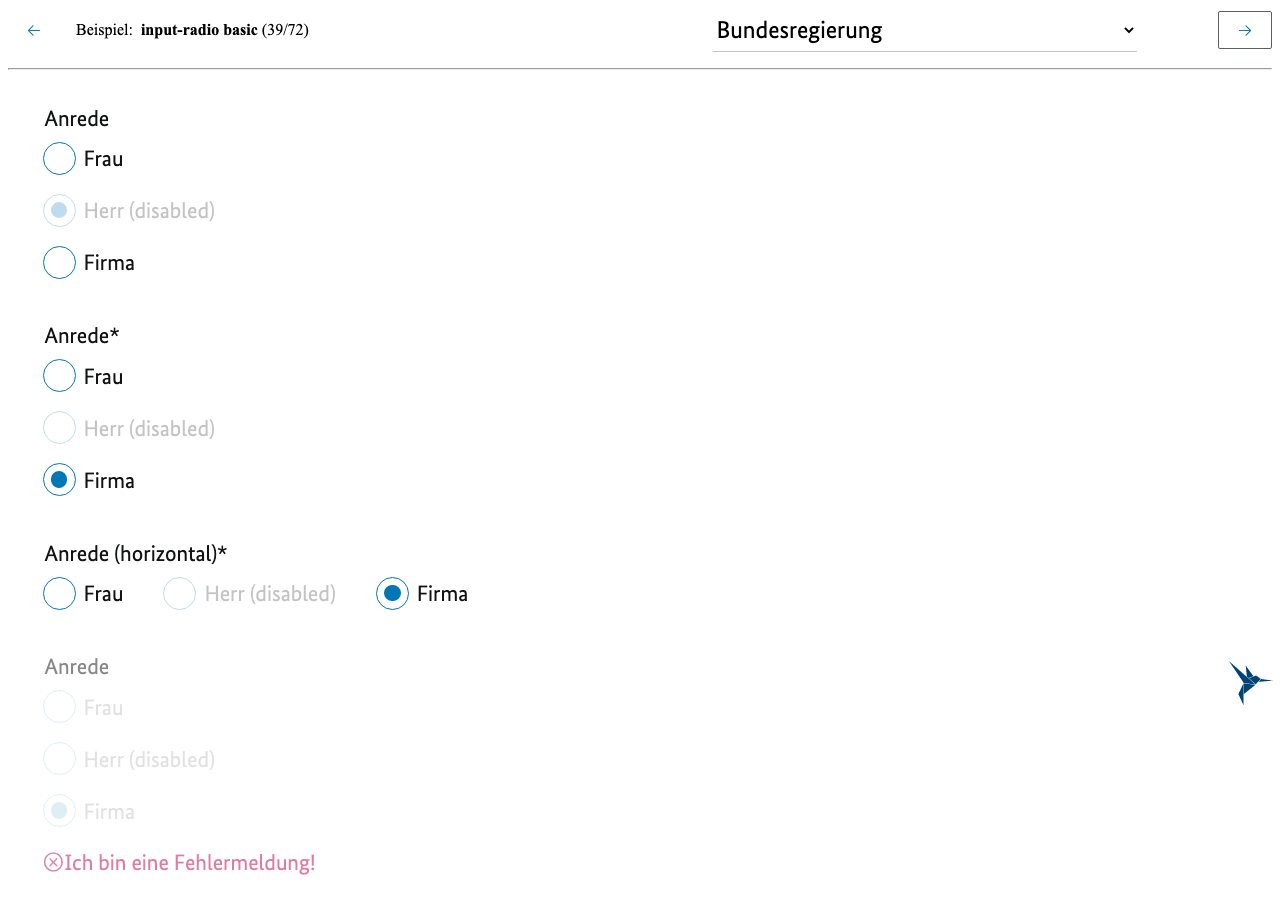 Beispiel: input-radio basic (39/72) Bundesregierung
Anrede
Frau
Herr (disabled)
Firma
Anrede*
Frau
Herr (disabled)
Firma
Anrede (horizontal)*
Frau Herr (disabled) Firma
Anrede
Frau
Herr (disabled)
Firma
Ich bin eine Fehlermeldung!